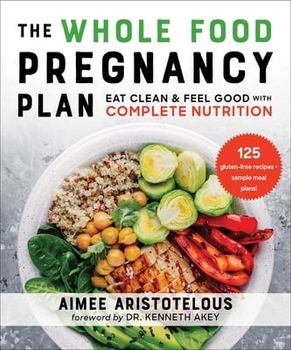 THE WHOLE FOOD
PREGNANCY
PLAN
EAT CLEAN & FEEL GOOD WITH
COMPLETE NUTRITION
125
gluten-free recipes +
sample meal
plans!
AIMEE ARISTOTELOUS
foreword by DR. KENNETH AKEY